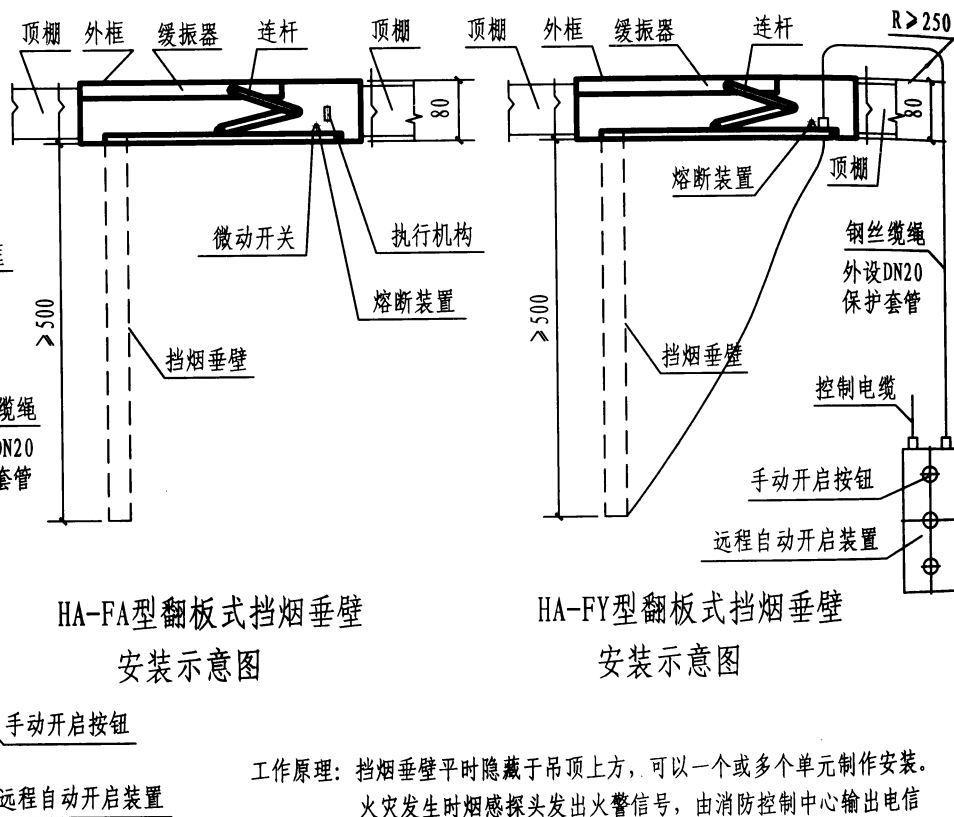 顶棚 外框 缓振器 连杆 顶棚
80
微动开关 执行机构
熔断装置
≥500
挡烟垂壁
HA-FA型翻板式挡烟垂壁
安装示意图
顶棚 外框 缓振器 连杆 R≥250
80
熔断装置 顶棚
钢丝缆绳
外设DN20
保护套管
≥500
挡烟垂壁
控制电缆
手动开启按钮
远程自动开启装置
HA-FY型翻板式挡烟垂壁
安装示意图
缆绳
DN20
套管
手动开启按钮
远程自动开启装置
工作原理：挡烟垂壁平时隐藏于吊顶上方，可以一个或多个单元制作安装。
火灾发生时烟感探头发出火警信号，由消防控制中心输出电信